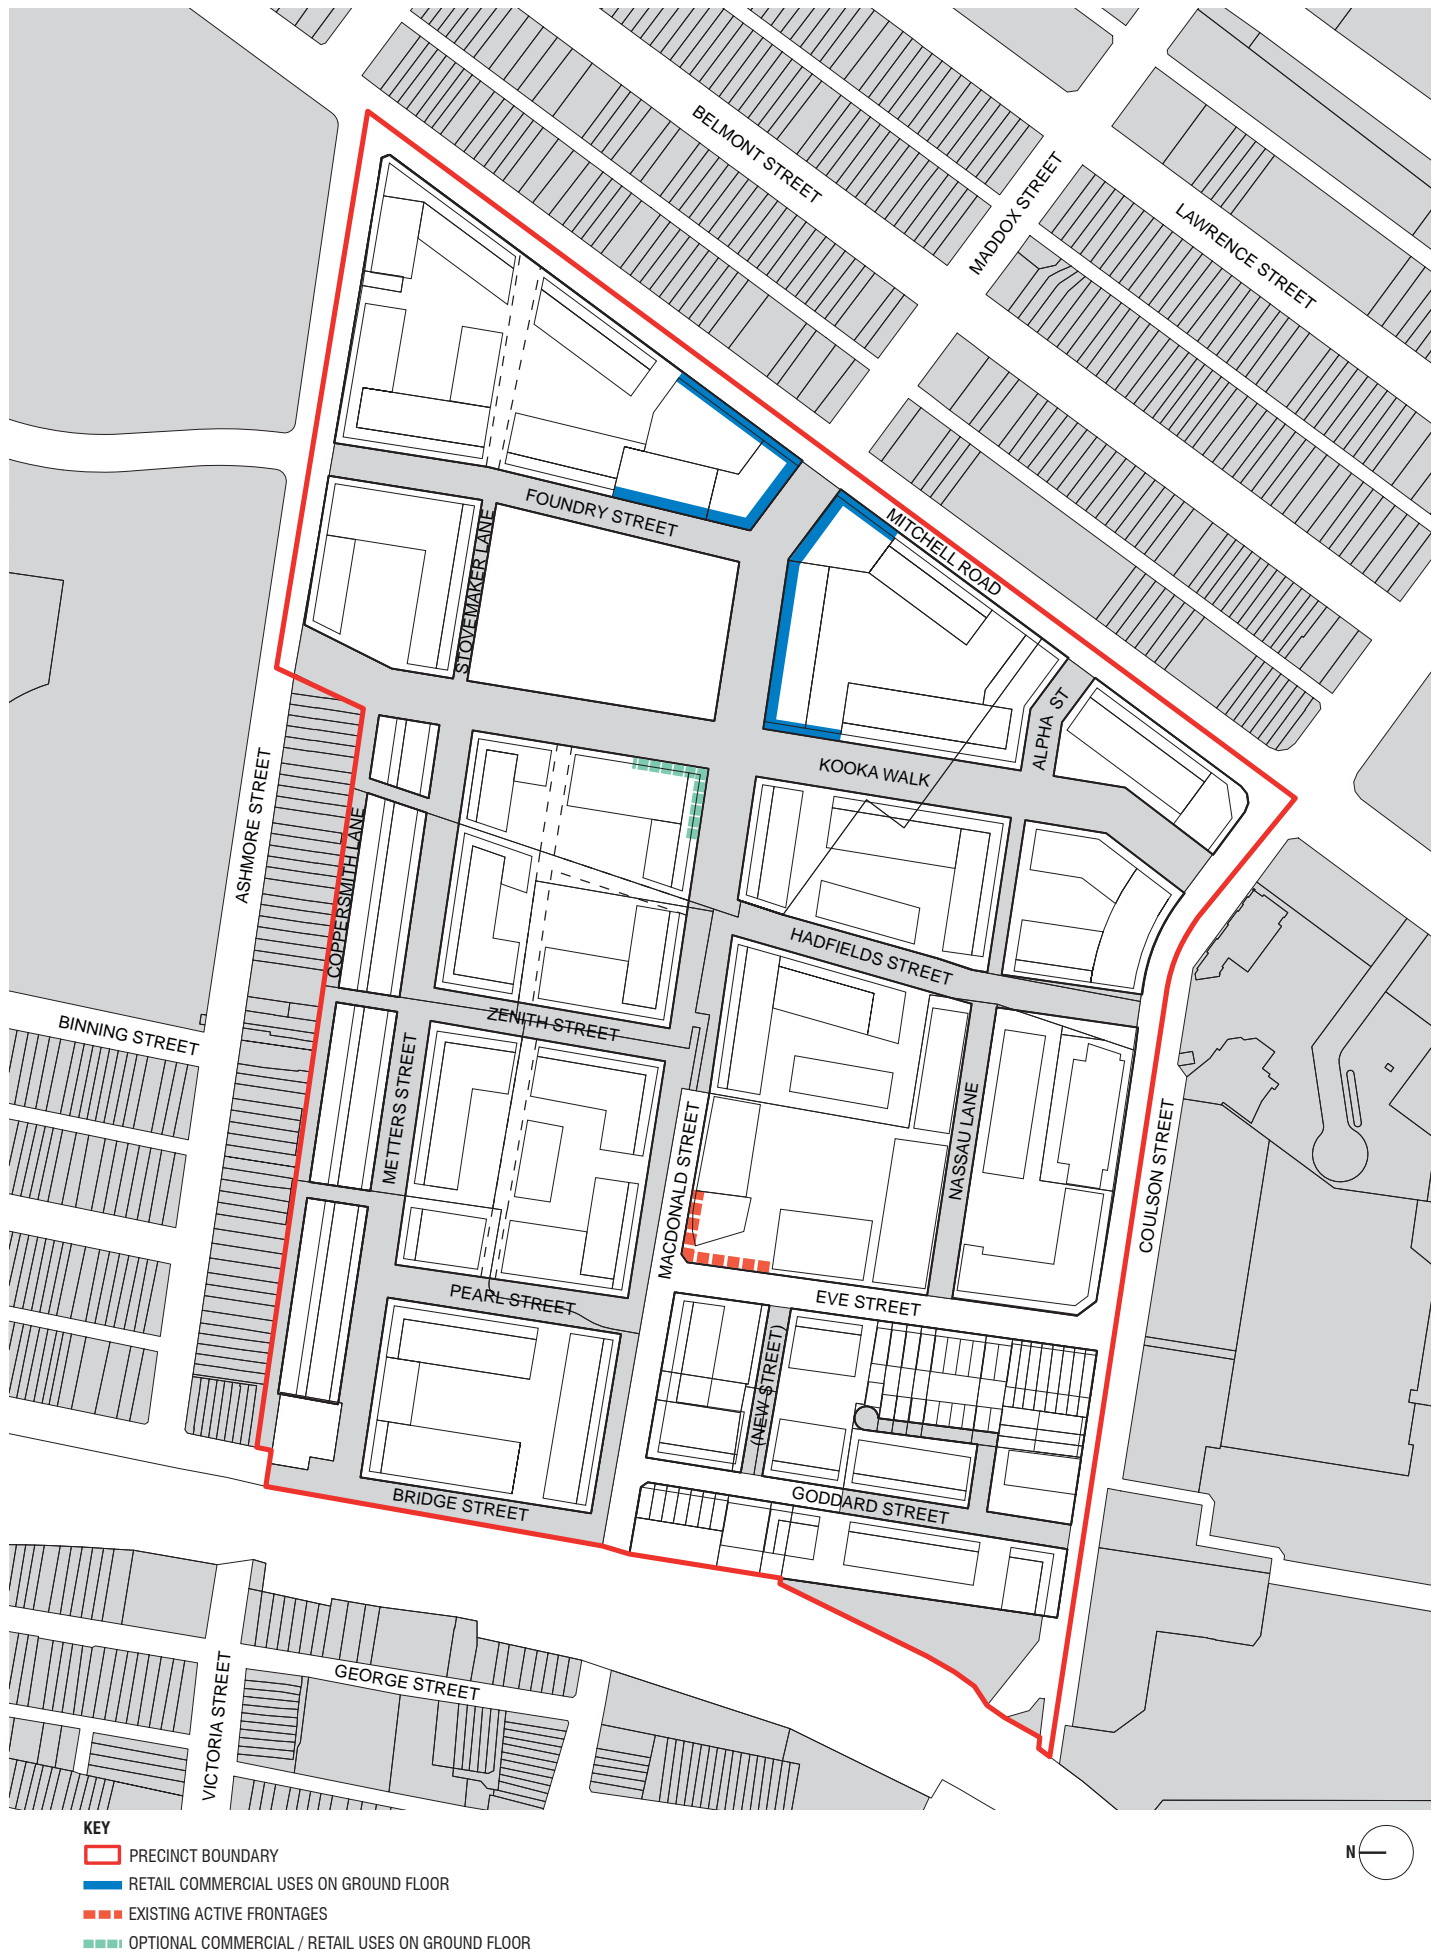 BELMONT STREET
MADDOX STREET
LAWRENCE STREET
FOUNDRY STREET
MITCHELL ROAD
STOVEMAKER LANE
ALPHA ST
KOOKA WALK
ASHMORE STREET
COPPERSMITH LANE
HADFIELDS STREET
ZENITH STREET
BINNING STREET
METTERS STREET
NASSAU LANE
MACDONALD STREET
COULSON STREET
PEARL STREET
EVE STREET
(NEW STREET)
BRIDGE STREET
GODDARD STREET
GEORGE STREET
VICTORIA STREET
KEY
PRECINCT BOUNDARY
RETAIL COMMERCIAL USES ON GROUND FLOOR
EXISTING ACTIVE FRONTAGES
OPTIONAL COMMERCIAL / RETAIL USES ON GROUND FLOOR
N